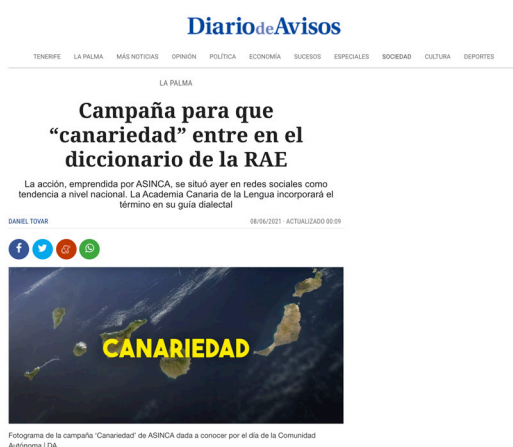 DiariodeAvisos
TENERIFE LA PALMA MÁS NOTICIAS OPINIÓN POLÍTICA ECONOMÍA SUCESOS ESPECIALES SOCIEDAD CULTURA DEPORTES
LA PALMA
Campaña para que
“canariedad” entre en el
diccionario de la RAE
La acción, emprendida por ASINCA, se situó ayer en redes sociales como
tendencia a nivel nacional. La Academia Canaria de la Lengua incorporará el
término en su guía dialectal
DANIEL TOVAR 08/06/2021 · ACTUALIZADO 00:09
CANARIEDAD
Fotograma de la campaña ‘Canariedad’ de ASINCA dada a conocer por el día de la Comunidad
Autónoma | DA